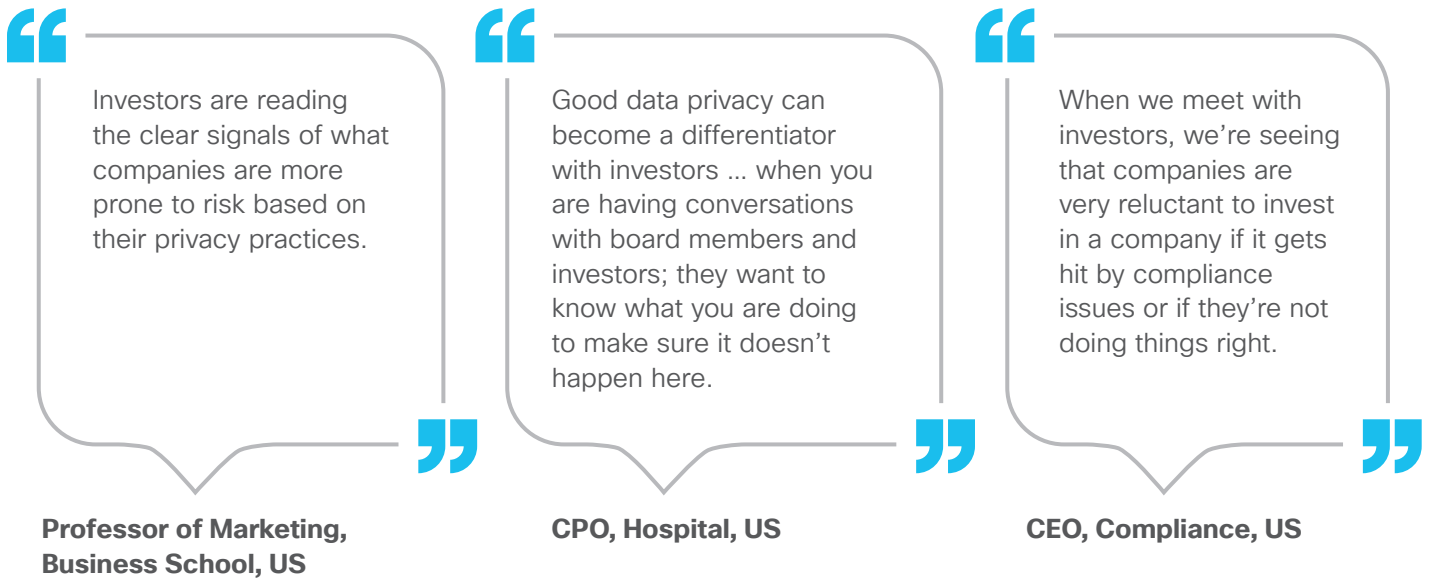 Investors are reading
the clear signals of what
companies are more
prone to risk based on
their privacy practices.
Professor of Marketing,
Business School, US
Good data privacy can
become a differentiator
with investors ... when you
are having conversations
with board members and
investors; they want to
know what you are doing
to make sure it doesn’t
happen here.
CPO, Hospital, US
When we meet with
investors, we’re seeing
that companies are
very reluctant to invest
in a company if it gets
hit by compliance
issues or if they’re not
doing things right.
CEO, Compliance, US